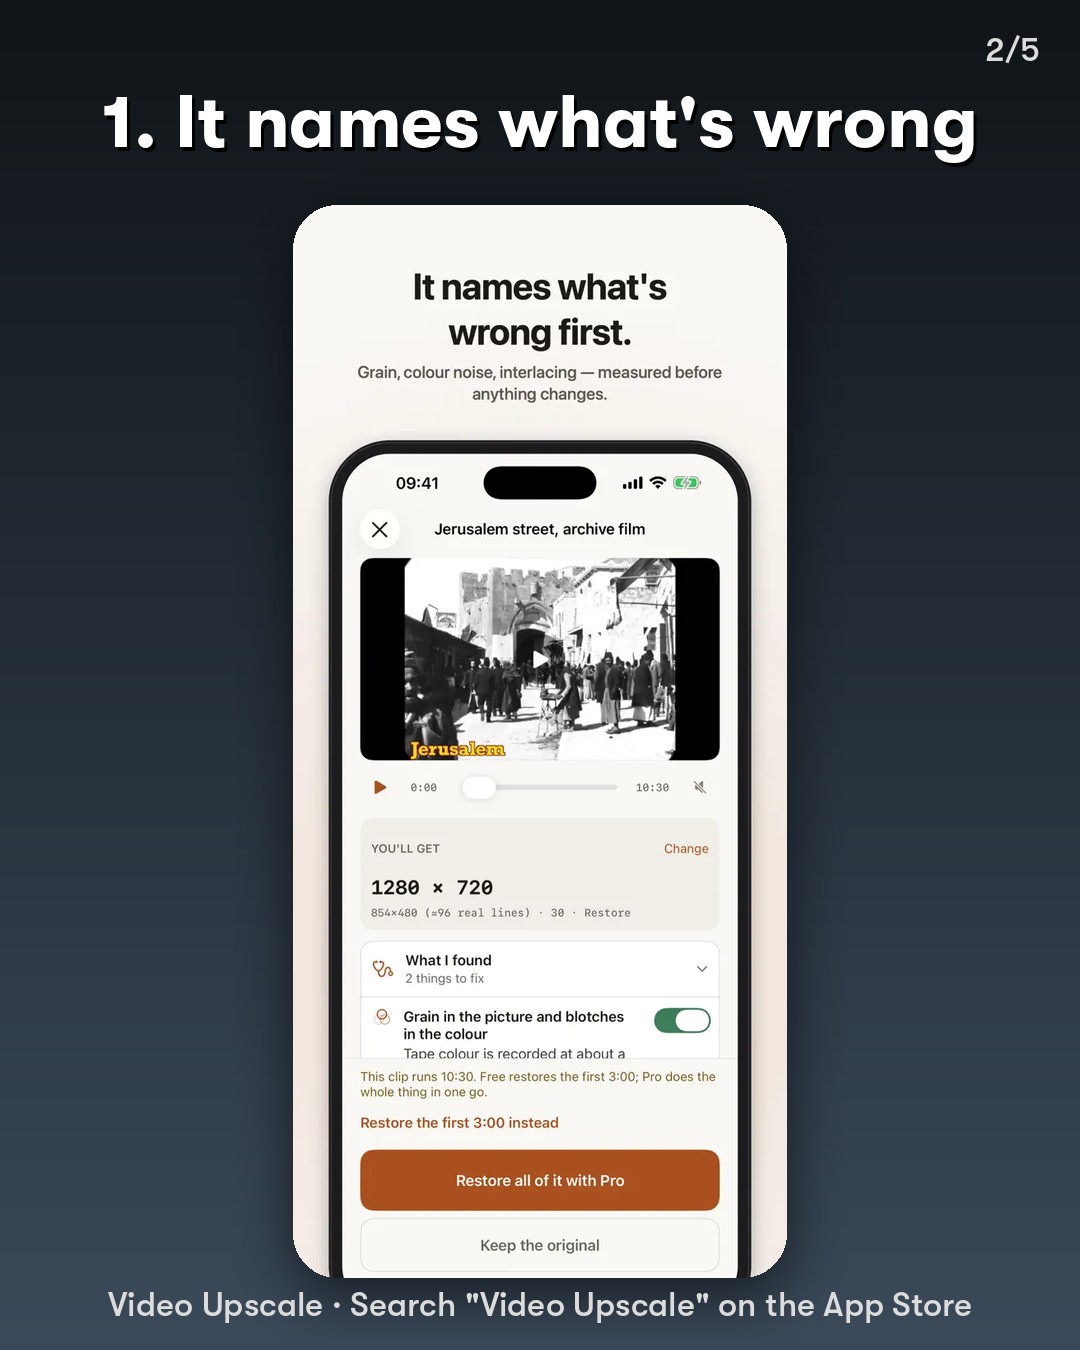 2/5
1. It names what's wrong
It names what's
wrong first.
Grain, colour noise, interlacing — measured before
anything changes.
09:41
Jerusalem street, archive film
Jerusalem
0:00
10:30
YOU'LL GET
Change
1280 × 720
854×480 (≈96 real lines) · 30 · Restore
What I found
2 things to fix
Grain in the picture and blotches
in the colour
Tape colour is recorded at about a
This clip runs 10:30. Free restores the first 3:00; Pro does the
whole thing in one go.
Restore the first 3:00 instead
Restore all of it with Pro
Keep the original
Video Upscale · Search "Video Upscale" on the App Store